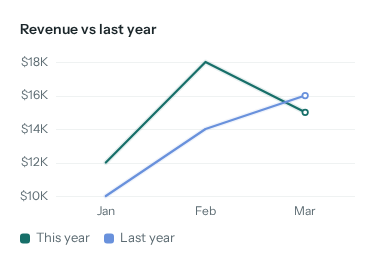 Revenue vs last year
$18K
$16K
$14K
$12K
$10K
Jan Feb Mar
This year Last year